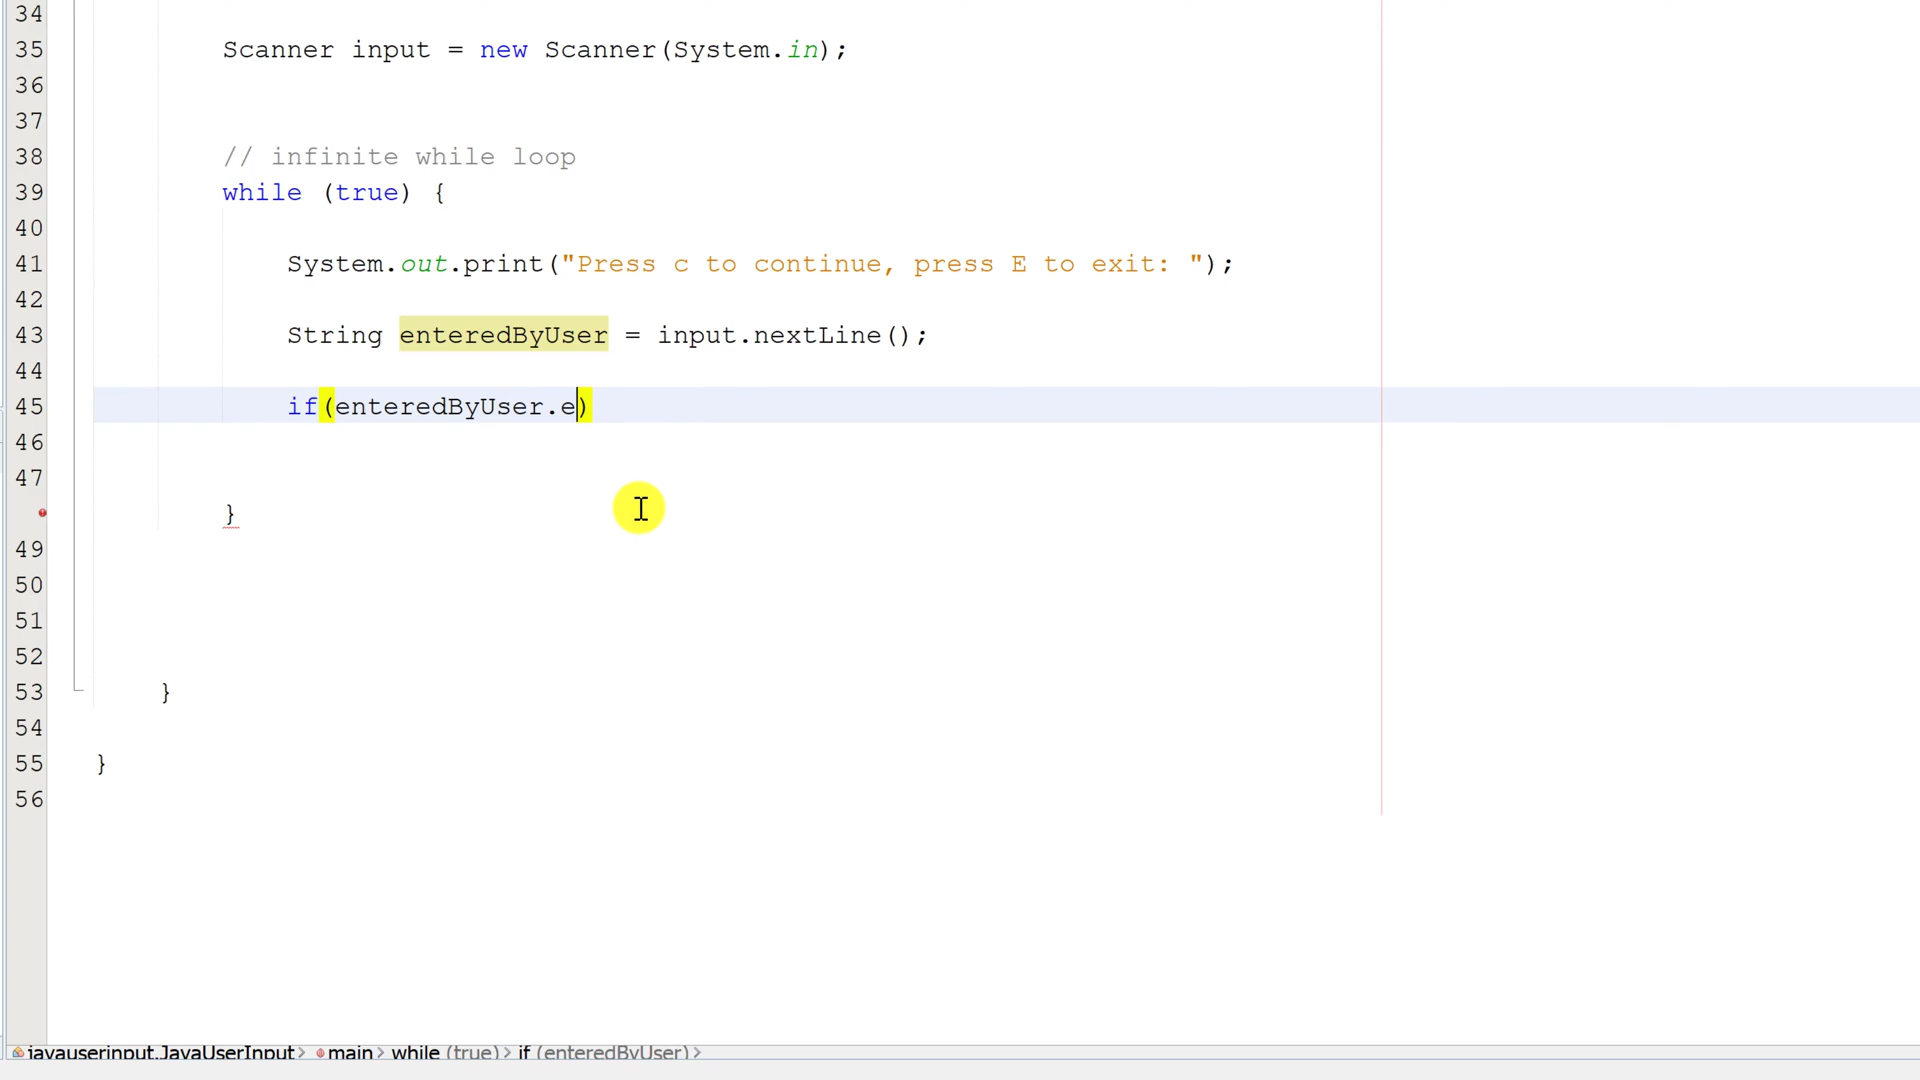 34
35 Scanner input = new Scanner(System.in);
36
37
38 // infinite while loop
39 while (true) {
40
41 System.out.print("Press c to continue, press E to exit: ");
42
43 String enteredByUser = input.nextLine();
44
45 if(enteredByUser.e)
46
47
}
49
50
51
52
53 }
54
55 }
56
javauserinput.JavaUserInput main while (true) if (enteredByUser)